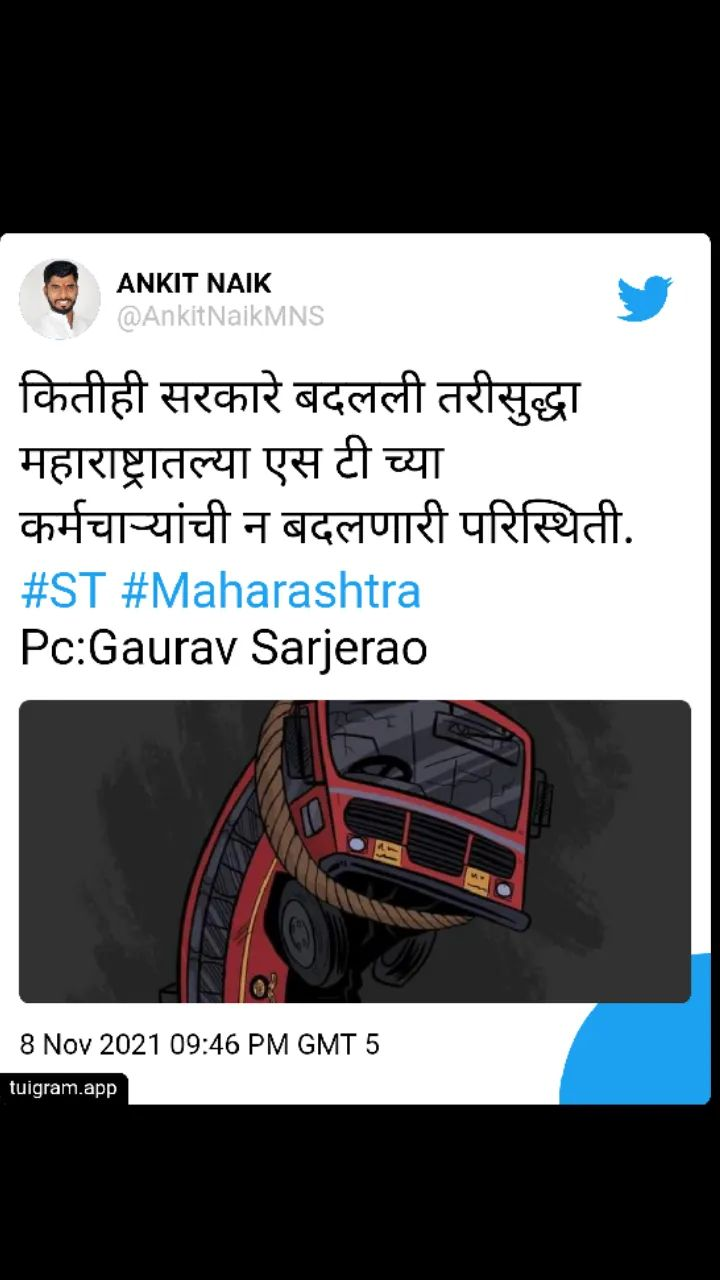 ANKIT NAIK
@AnkitNaikMNS
कितीही सरकारे बदलली तरीसुद्धा
महाराष्ट्रातल्या एस टी च्या
कर्मचाऱ्यांची न बदलणारी परिस्थिती.
#ST #Maharashtra
Pc:Gaurav Sarjerao
8 Nov 2021 09:46 PM GMT 5
tuigram.app